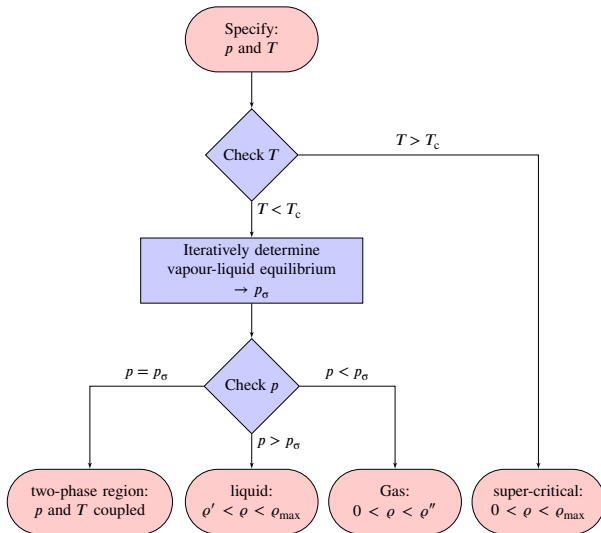 Specify:
p and T
Check T
T > T_c
T < T_c
Iteratively determine
vapour-liquid equilibrium
→ p_σ
p = p_σ
Check p
p < p_σ
p > p_σ
two-phase region:
p and T coupled
liquid:
ϱ′ < ϱ < ϱ_max
Gas:
0 < ϱ < ϱ″
super-critical:
0 < ϱ < ϱ_max